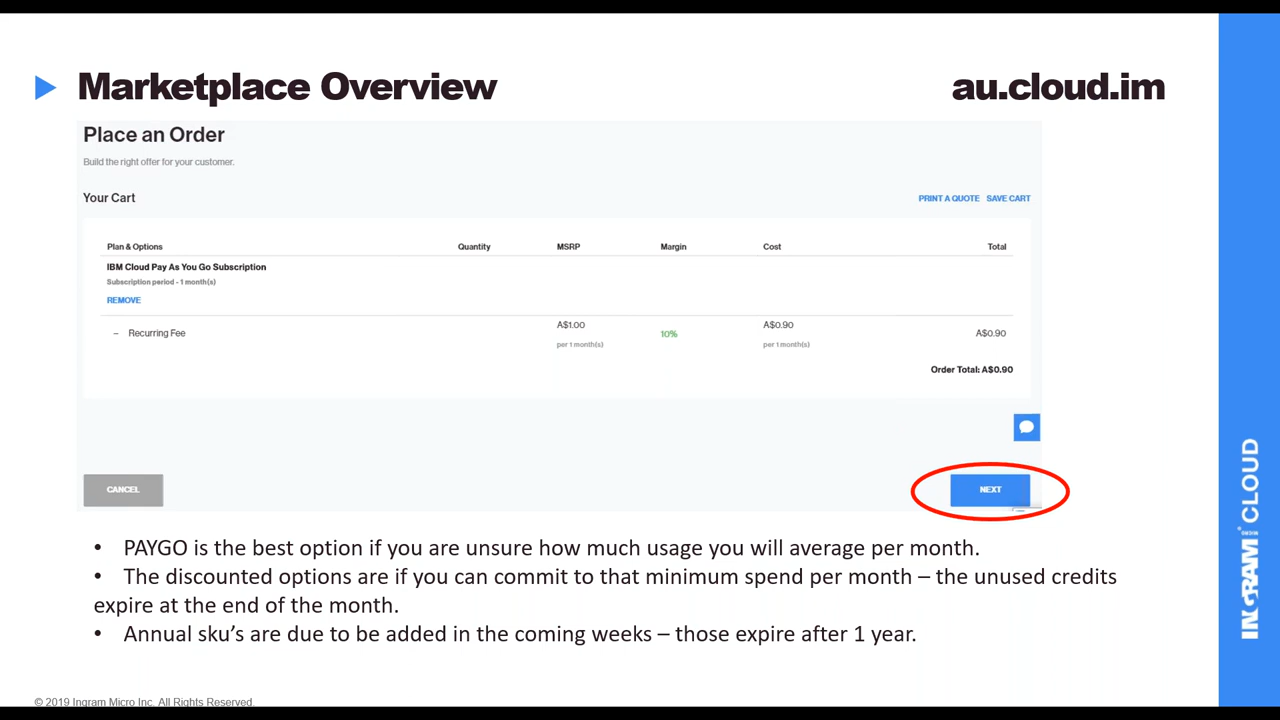 Marketplace Overview
au.cloud.im
Place an Order
Build the right offer for your customer.
Your Cart
PRINT A QUOTE SAVE CART
Plan & Options Quantity MSRP Margin Cost Total
IBM Cloud Pay As You Go Subscription
Subscription period - 1 month(s)
REMOVE
– Recurring Fee A$1.00 10% A$0.90 A$0.90
per 1 month(s) per 1 month(s)
Order Total: A$0.90
CANCEL
NEXT
• PAYGO is the best option if you are unsure how much usage you will average per month.
• The discounted options are if you can commit to that minimum spend per month – the unused credits
expire at the end of the month.
• Annual sku's are due to be added in the coming weeks – those expire after 1 year.
© 2019 Ingram Micro Inc. All Rights Reserved.
INGRAM CLOUD